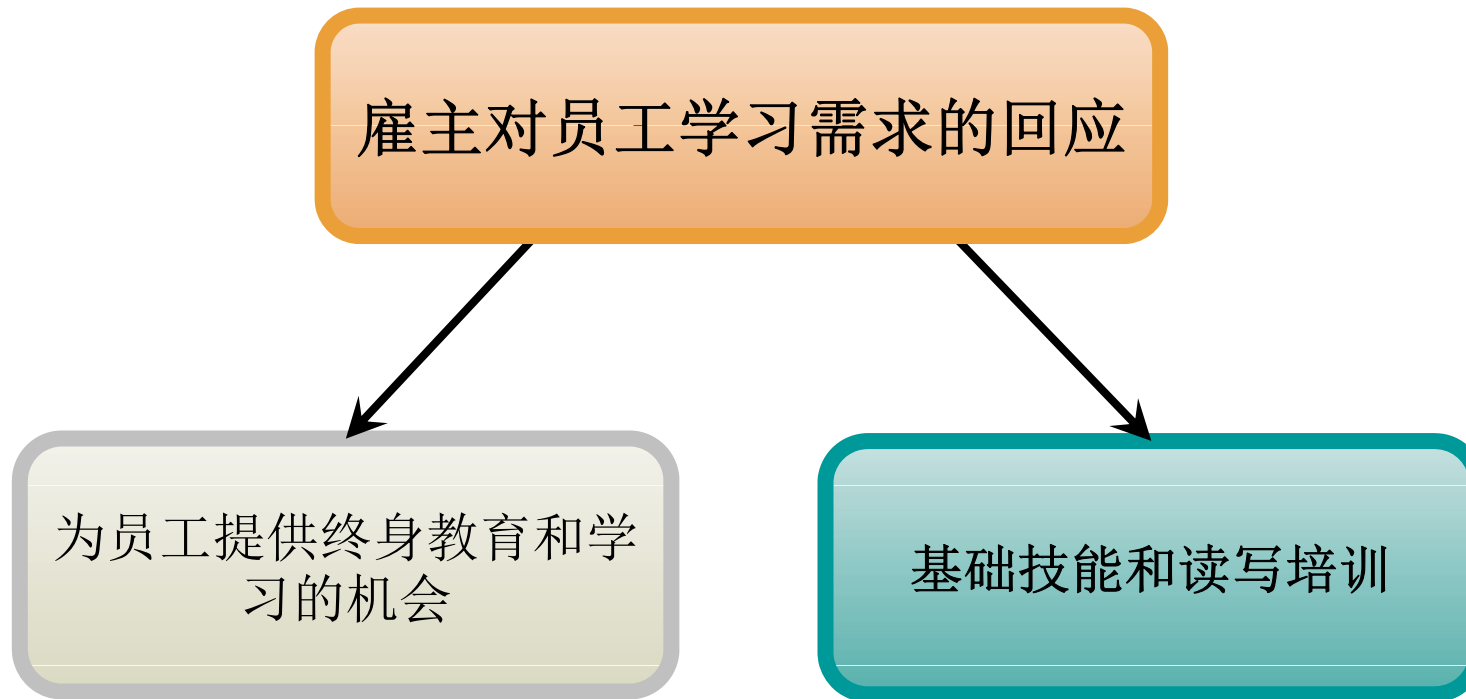 雇主对员工学习需求的回应
为员工提供终身教育和学
习的机会
基础技能和读写培训